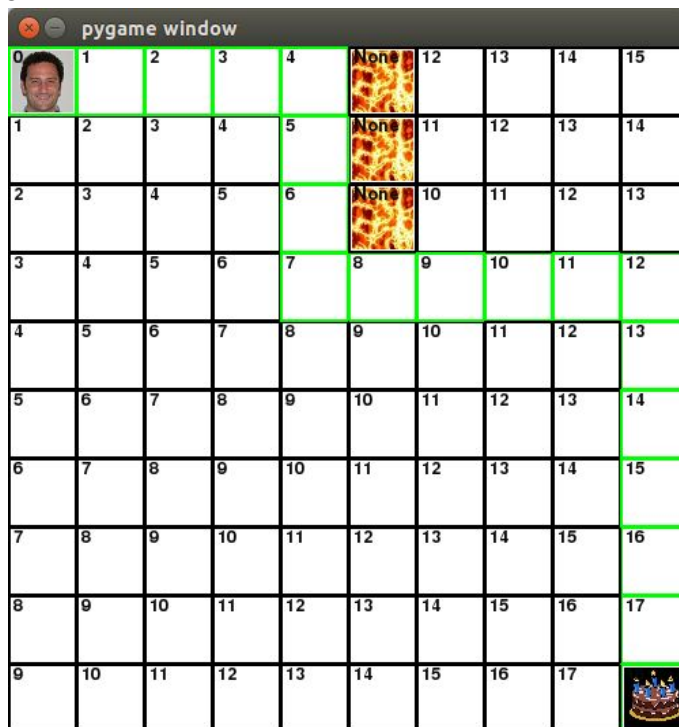 pygame window
0 1 2 3 4 None 12 13 14 15
1 2 3 4 5 None 11 12 13 14
2 3 4 5 6 None 10 11 12 13
3 4 5 6 7 8 9 10 11 12
4 5 6 7 8 9 10 11 12 13
5 6 7 8 9 10 11 12 13 14
6 7 8 9 10 11 12 13 14 15
7 8 9 10 11 12 13 14 15 16
8 9 10 11 12 13 14 15 16 17
9 10 11 12 13 14 15 16 17